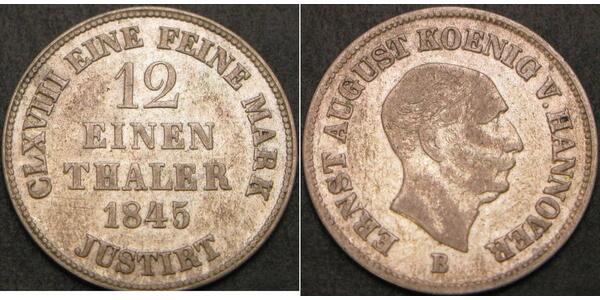 CLXVIII EINE FEINE MARK
12
EINEN
THALER
1845
JUSTIRT
ERNST AUGUST KOENIG V. HANNOVER
B